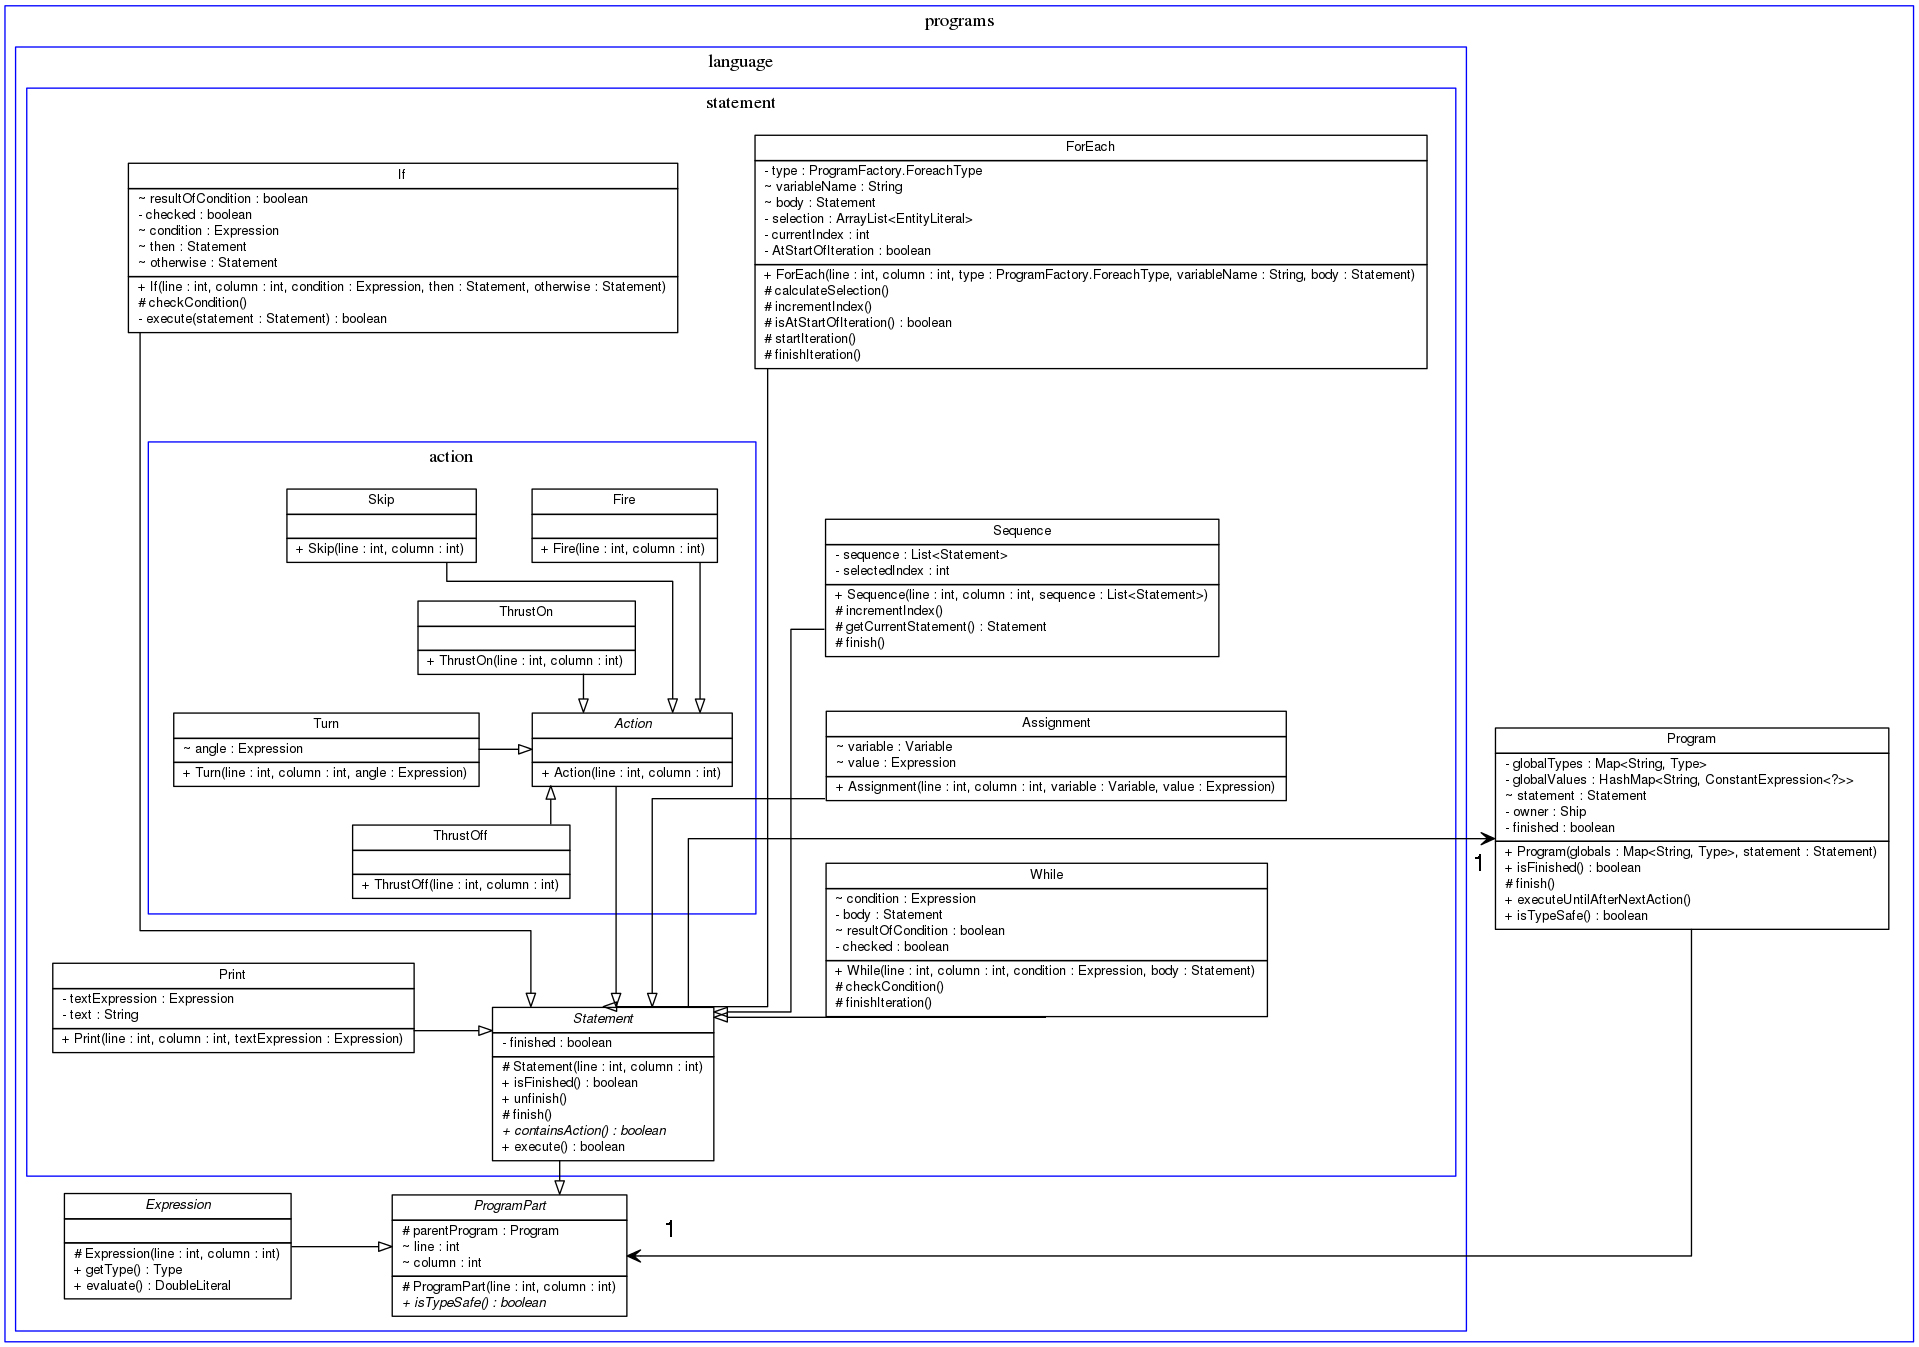 programs
language
statement
If
~ resultOfCondition : boolean
- checked : boolean
~ condition : Expression
~ then : Statement
~ otherwise : Statement
+ If(line : int, column : int, condition : Expression, then : Statement, otherwise : Statement)
# checkCondition()
- execute(statement : Statement) : boolean
ForEach
- type : ProgramFactory.ForeachType
~ variableName : String
~ body : Statement
- selection : ArrayList<EntityLiteral>
- currentIndex : int
- AtStartOfIteration : boolean
+ ForEach(line : int, column : int, type : ProgramFactory.ForeachType, variableName : String, body : Statement)
# calculateSelection()
# incrementIndex()
# isAtStartOfIteration() : boolean
# startIteration()
# finishIteration()
action
Skip
+ Skip(line : int, column : int)
Fire
+ Fire(line : int, column : int)
ThrustOn
+ ThrustOn(line : int, column : int)
Turn
~ angle : Expression
+ Turn(line : int, column : int, angle : Expression)
Action
+ Action(line : int, column : int)
ThrustOff
+ ThrustOff(line : int, column : int)
Sequence
- sequence : List<Statement>
- selectedIndex : int
+ Sequence(line : int, column : int, sequence : List<Statement>)
# incrementIndex()
# getCurrentStatement() : Statement
# finish()
Assignment
~ variable : Variable
~ value : Expression
+ Assignment(line : int, column : int, variable : Variable, value : Expression)
Program
- globalTypes : Map<String, Type>
- globalValues : HashMap<String, ConstantExpression<?>>
~ statement : Statement
- owner : Ship
- finished : boolean
+ Program(globals : Map<String, Type>, statement : Statement)
+ isFinished() : boolean
# finish()
+ executeUntilAfterNextAction()
+ isTypeSafe() : boolean
1
While
~ condition : Expression
- body : Statement
~ resultOfCondition : boolean
- checked : boolean
+ While(line : int, column : int, condition : Expression, body : Statement)
# checkCondition()
# finishIteration()
Print
- textExpression : Expression
- text : String
+ Print(line : int, column : int, textExpression : Expression)
Statement
- finished : boolean
# Statement(line : int, column : int)
+ isFinished() : boolean
+ unfinish()
# finish()
+ containsAction() : boolean
+ execute() : boolean
Expression
# Expression(line : int, column : int)
+ getType() : Type
+ evaluate() : DoubleLiteral
ProgramPart
# parentProgram : Program
~ line : int
~ column : int
# ProgramPart(line : int, column : int)
+ isTypeSafe() : boolean
1